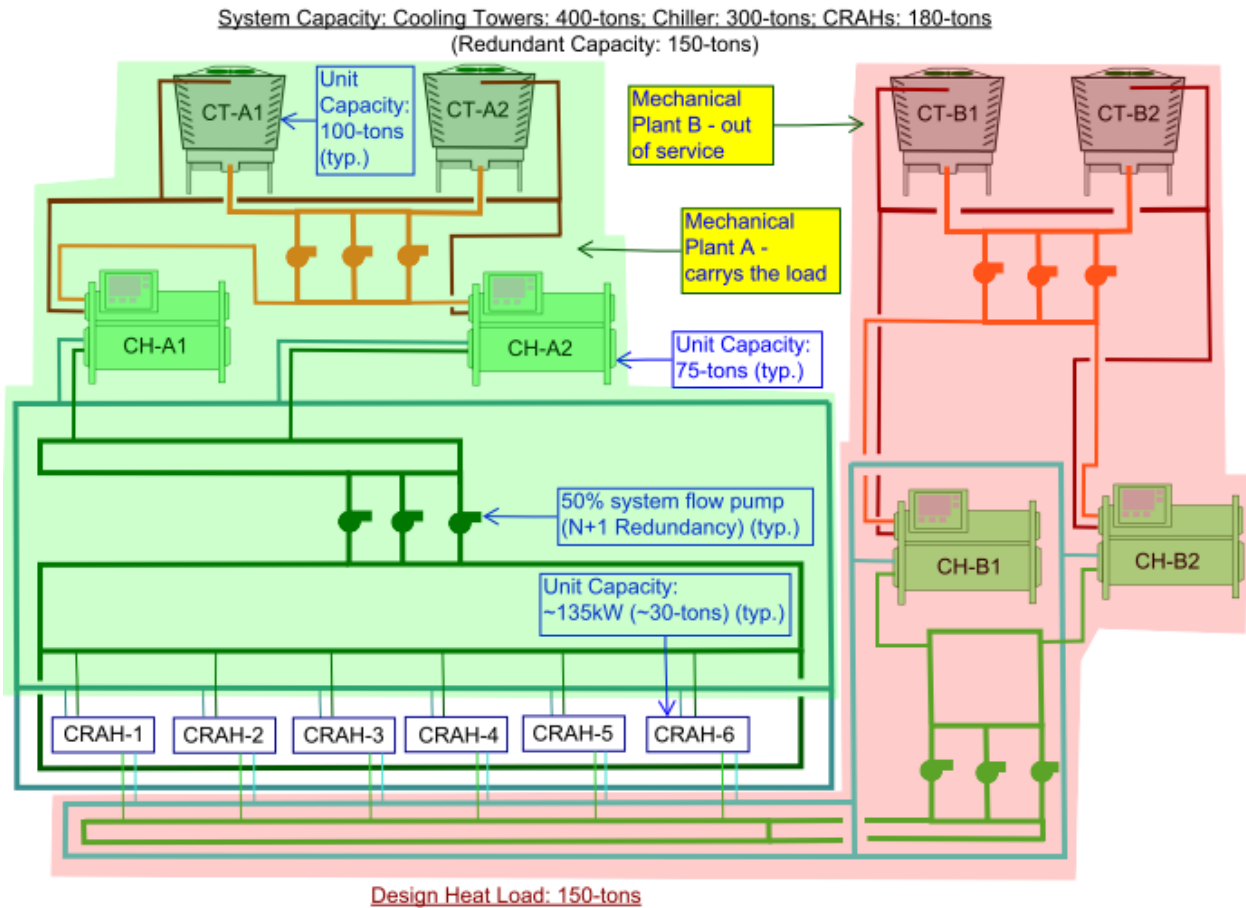 System Capacity: Cooling Towers: 400-tons; Chiller: 300-tons; CRAHs: 180-tons
(Redundant Capacity: 150-tons)
CT-A1
Unit
Capacity:
100-tons
(typ.)
CT-A2
Mechanical
Plant B - out
of service
CT-B1
CT-B2
Mechanical
Plant A -
carrys the load
CH-A1
CH-A2
Unit Capacity:
75-tons (typ.)
50% system flow pump
(N+1 Redundancy) (typ.)
CH-B1
CH-B2
Unit Capacity:
~135kW (~30-tons) (typ.)
CRAH-1
CRAH-2
CRAH-3
CRAH-4
CRAH-5
CRAH-6
Design Heat Load: 150-tons